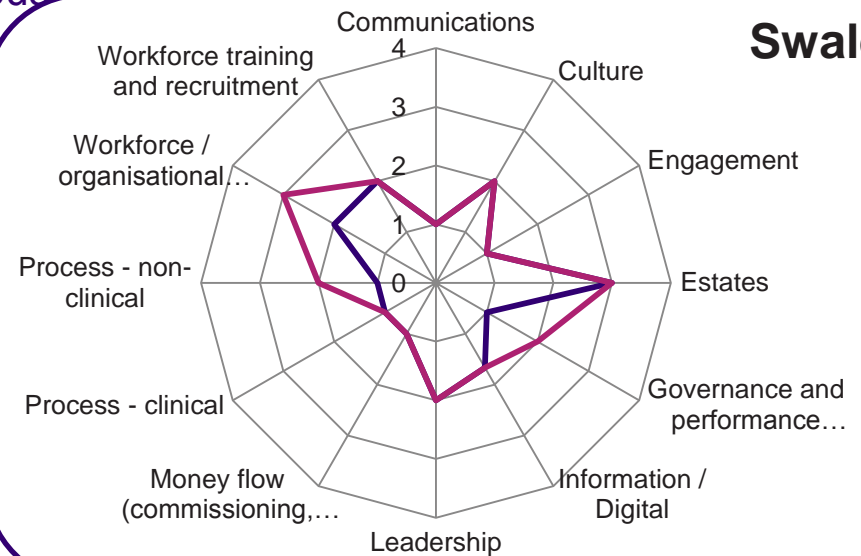 Communications
Swale
Workforce training
and recruitment
Culture
Workforce /
organisational…
Engagement
Process - non-
clinical
Estates
Process - clinical
Governance and
performance…
Money flow
(commissioning,…
Information /
Digital
Leadership
4
3
2
1
0